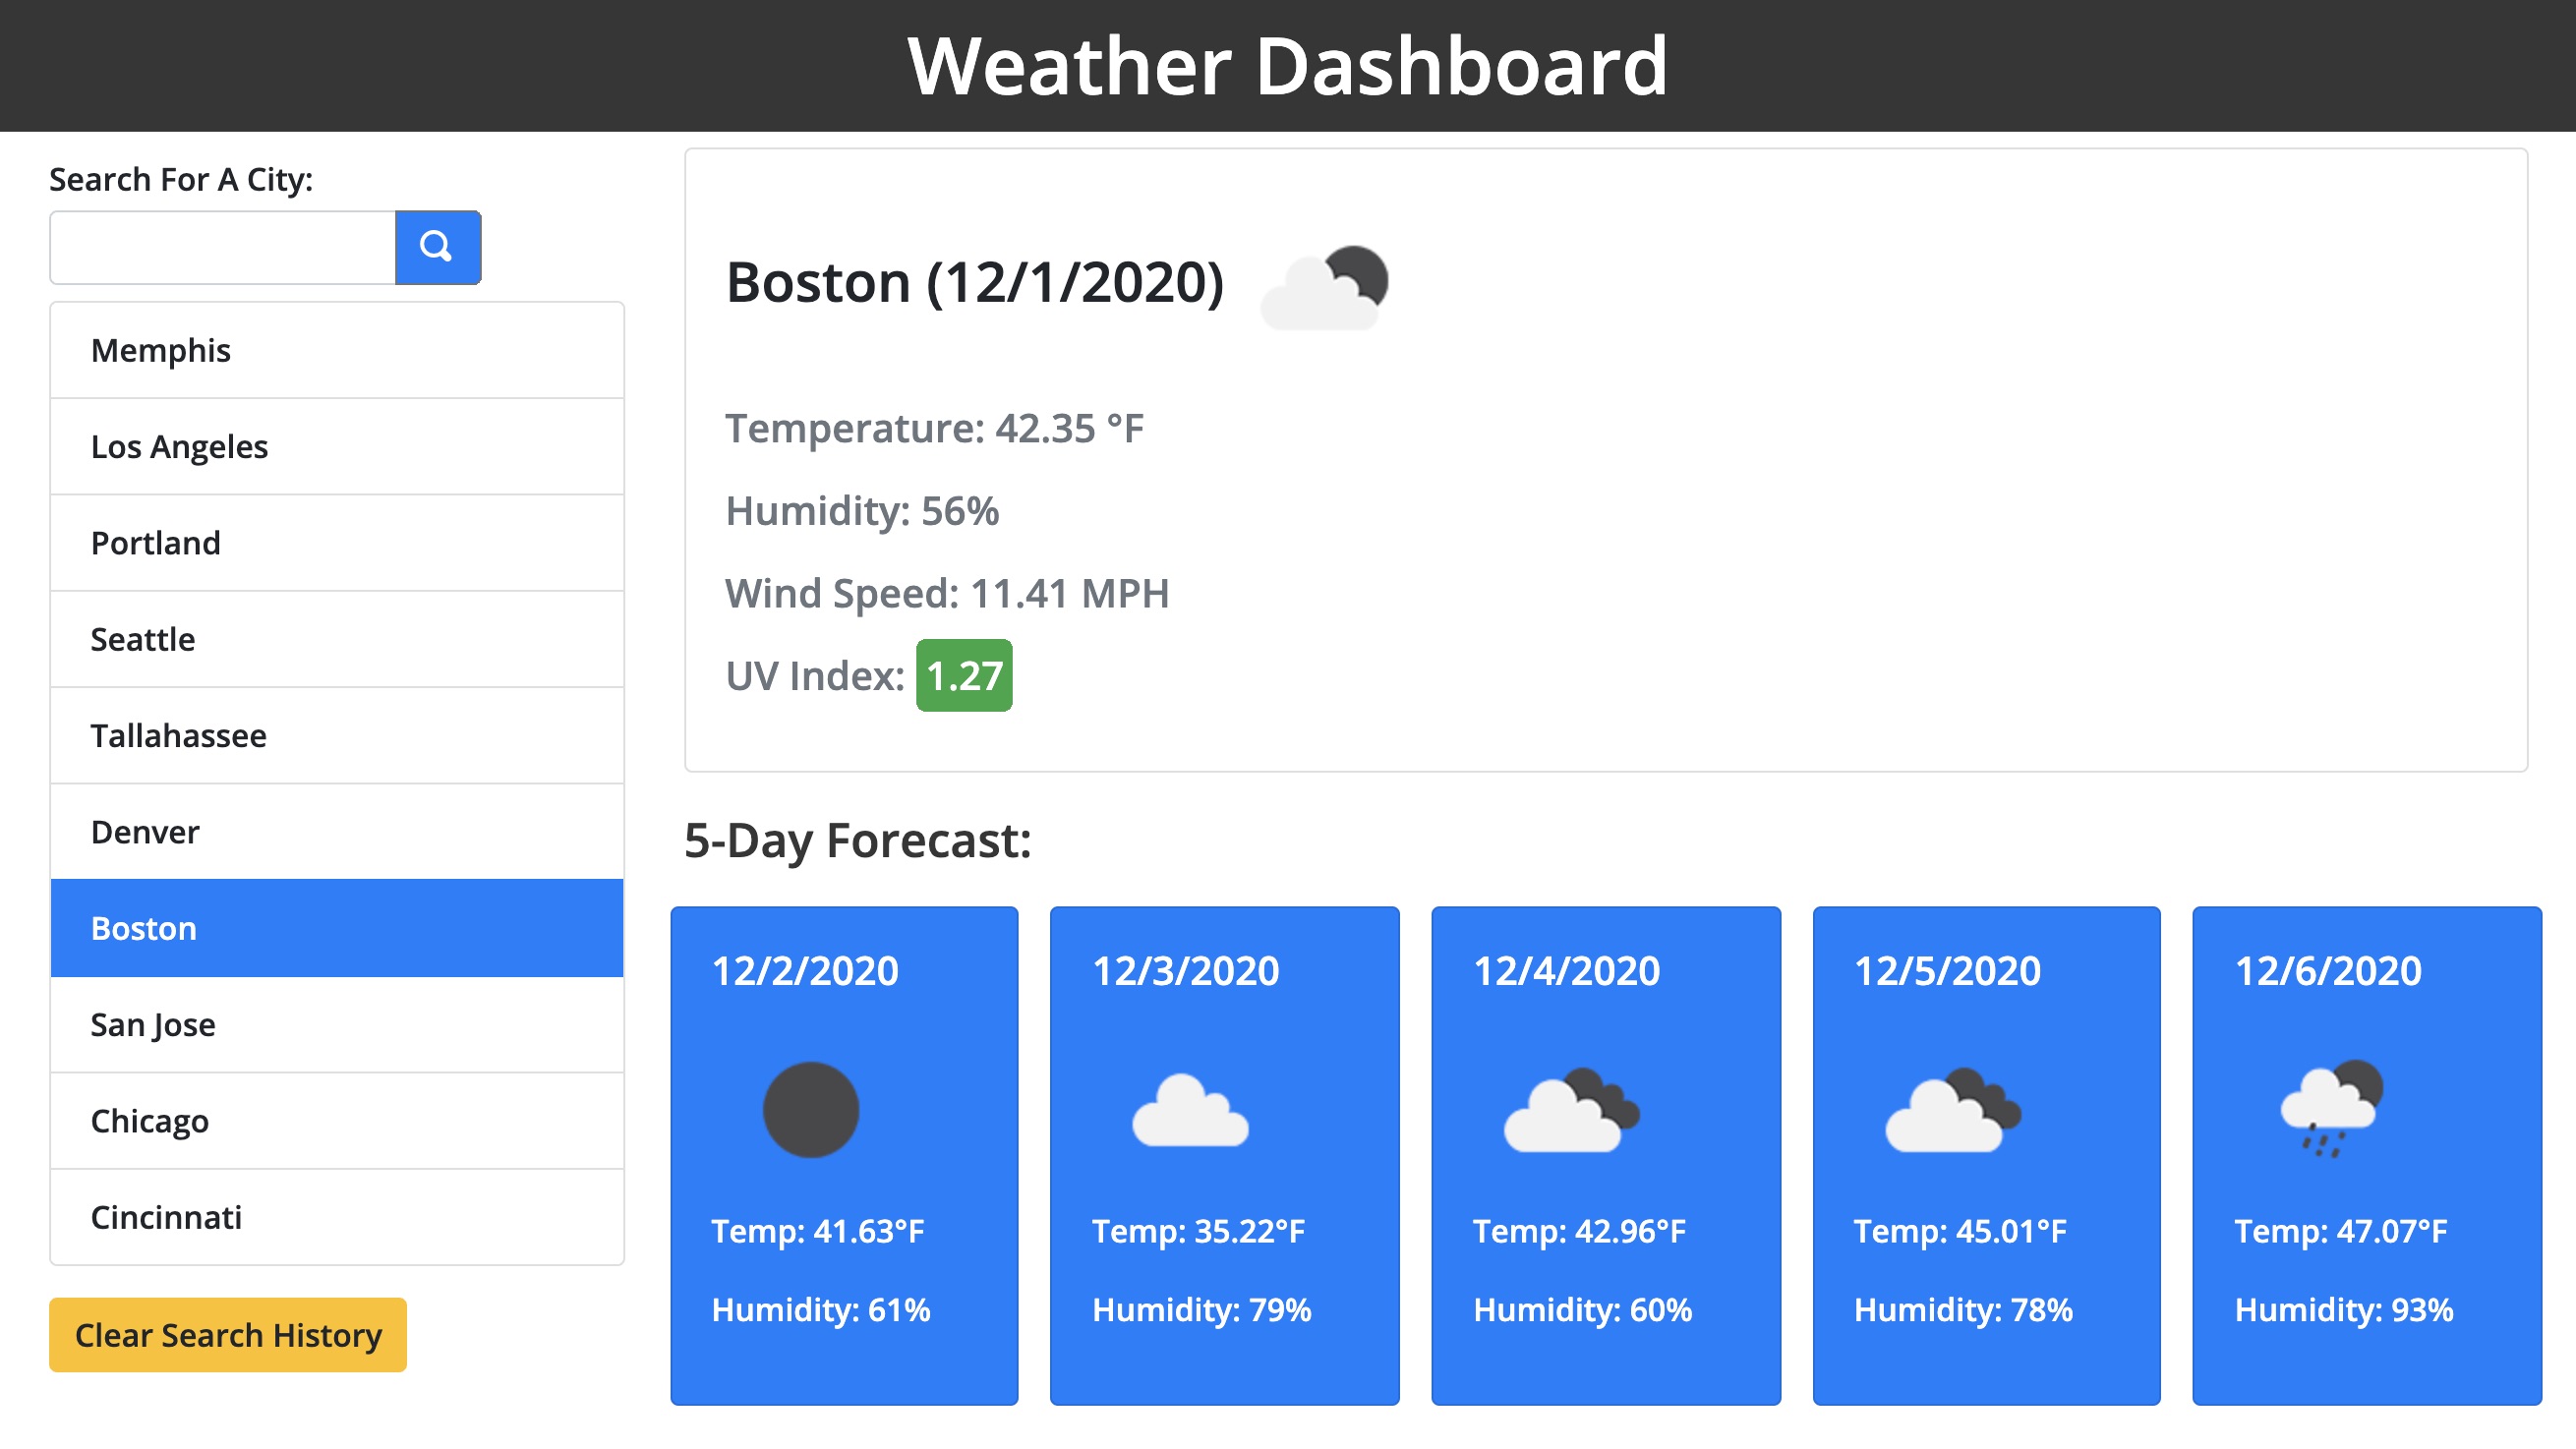 Weather Dashboard
Search For A City:
Memphis
Los Angeles
Portland
Seattle
Tallahassee
Denver
Boston
San Jose
Chicago
Cincinnati
Clear Search History
Boston (12/1/2020)
Temperature: 42.35 °F
Humidity: 56%
Wind Speed: 11.41 MPH
UV Index: 1.27
5-Day Forecast:
12/2/2020
Temp: 41.63°F
Humidity: 61%
12/3/2020
Temp: 35.22°F
Humidity: 79%
12/4/2020
Temp: 42.96°F
Humidity: 60%
12/5/2020
Temp: 45.01°F
Humidity: 78%
12/6/2020
Temp: 47.07°F
Humidity: 93%